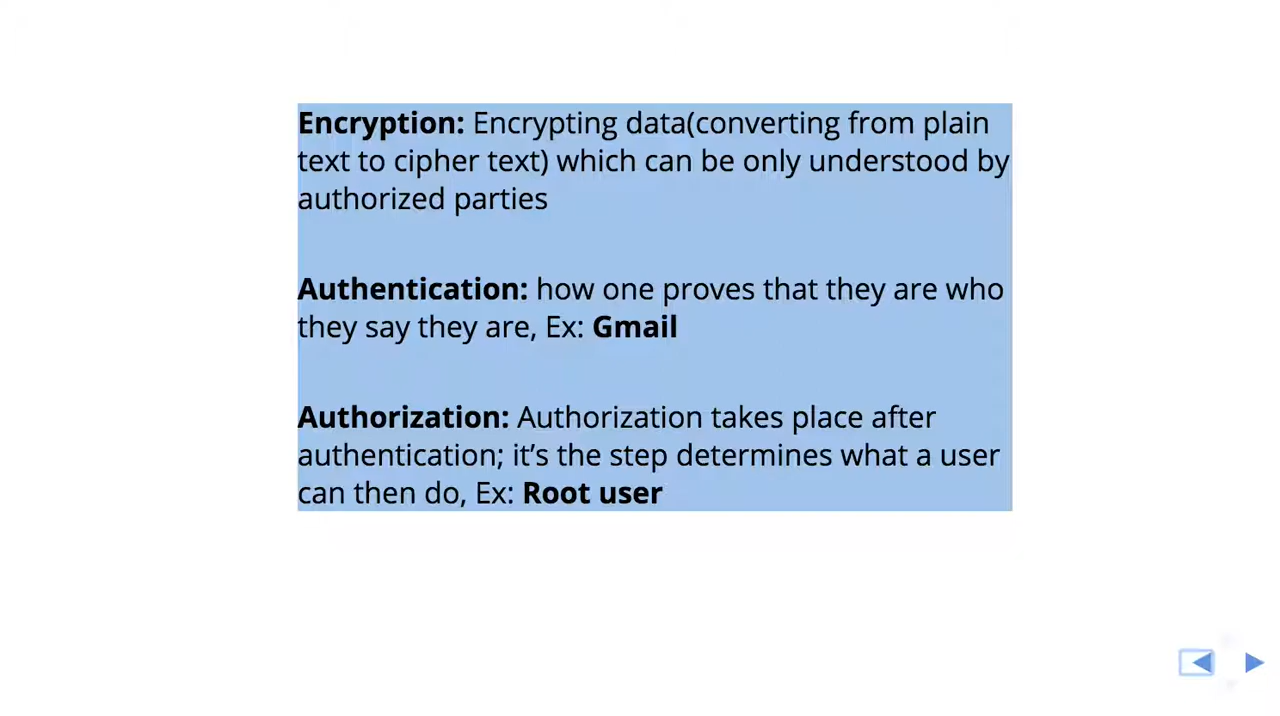 Encryption: Encrypting data(converting from plain
text to cipher text) which can be only understood by
authorized parties
Authentication: how one proves that they are who
they say they are, Ex: Gmail
Authorization: Authorization takes place after
authentication; it’s the step determines what a user
can then do, Ex: Root user